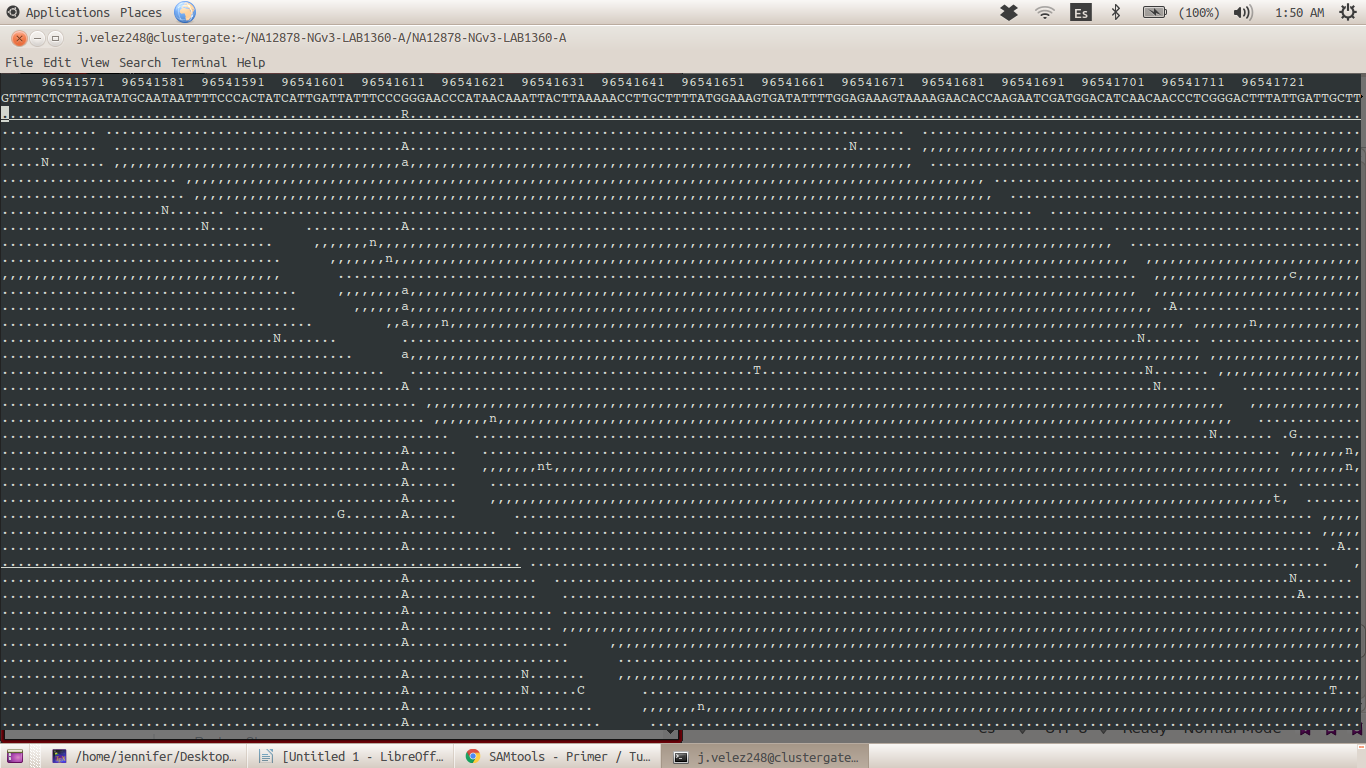 Applications Places Es (100%) 1:50 AM
j.velez248@clustergate:~/NA12878-NGv3-LAB1360-A/NA12878-NGv3-LAB1360-A
File Edit View Search Terminal Help
96541571 96541581 96541591 96541601 96541611 96541621 96541631 96541641 96541651 96541661 96541671 96541681 96541691 96541701 96541711 96541721
GTTTTCTCTTAGATATGCAATAATTTTCCCACTATCATTGATTATTTCCCGGGAACCCATAACAAATTACTTAAAAACCTTGCTTTTATGGAAAGTGATATTTTGGAGAAAGTAAAAGAACACCAAGAATCGATGGACATCAACAACCCTCGGGACTTTATTGATTGCTT
R
A N
N a
N
N A
n
n
c
a
a A
a n n
N N
a
T N
A N
n
N G
A n
A nt n
A
A t
G A
A A
A N
A A
A
A
A
A N
A N C T
A n
A
/home/jennifer/Desktop... [Untitled 1 - LibreOff... SAMtools - Primer / Tu... j.velez248@clustergate...